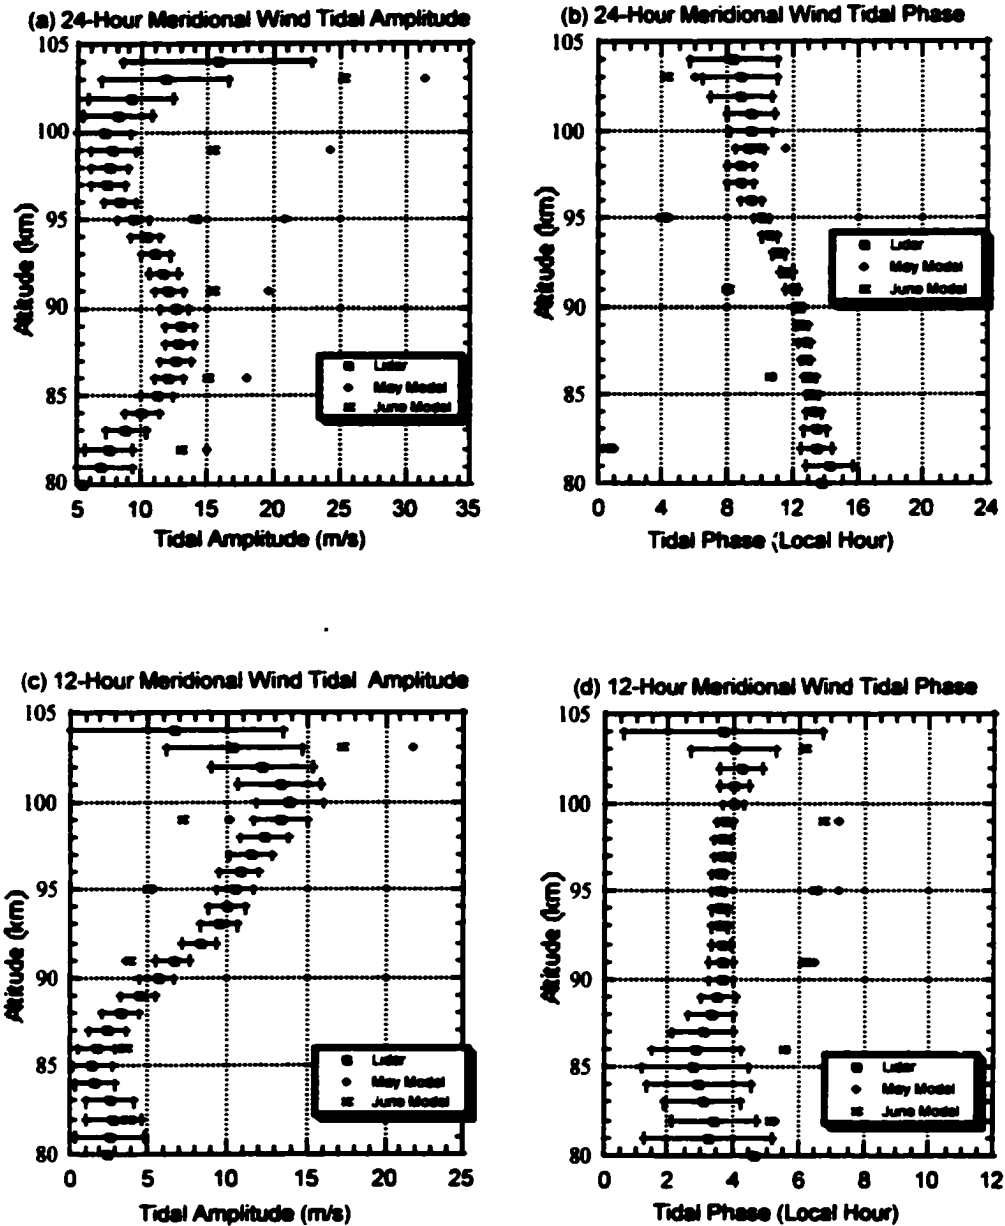 (a) 24-Hour Meridional Wind Tidal Amplitude
105
100
95
90
85
80
Altitude (km)
Lidar
May Model
June Model
5 10 15 20 25 30 35
Tidal Amplitude (m/s)
(b) 24-Hour Meridional Wind Tidal Phase
105
100
95
90
85
80
Altitude (km)
Lidar
May Model
June Model
0 4 8 12 16 20 24
Tidal Phase (Local Hour)
(c) 12-Hour Meridional Wind Tidal Amplitude
105
100
95
90
85
80
Altitude (km)
Lidar
May Model
June Model
0 5 10 15 20 25
Tidal Amplitude (m/s)
(d) 12-Hour Meridional Wind Tidal Phase
105
100
95
90
85
80
Altitude (km)
Lidar
May Model
June Model
0 2 4 6 8 10 12
Tidal Phase (Local Hour)